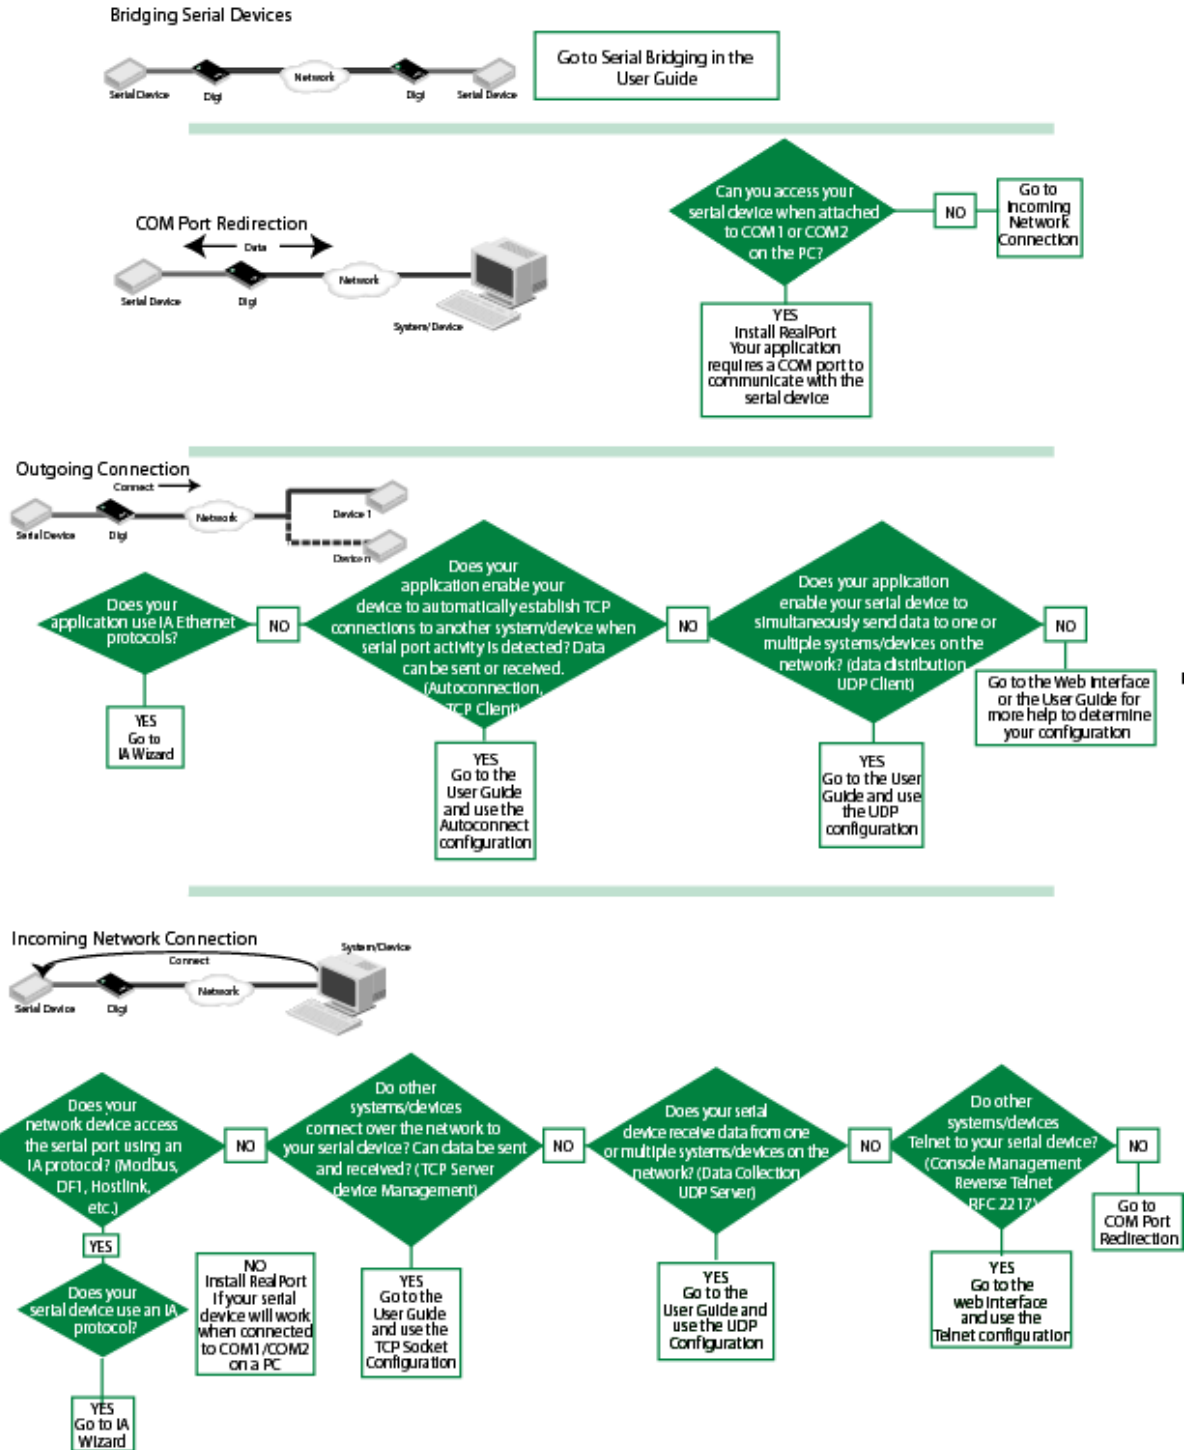 Bridging Serial Devices
Serial Device
Digi
Network
Digi
Serial Device
Go to Serial Bridging in the
User Guide
COM Port Redirection
Data
Serial Device
Digi
Network
System/Device
Can you access your
serial device when attached
to COM1 or COM2
on the PC?
NO
Go to
Incoming
Network
Connection
YES
Install RealPort
Your application
requires a COM port to
communicate with the
serial device
Outgoing Connection
Connect
Serial Device
Digi
Network
Device 1
Device n
Does your
application use IA Ethernet
protocols?
NO
YES
Go to
IA Wizard
Does your
application enable your
device to automatically establish TCP
connections to another system/device when
serial port activity is detected? Data
can be sent or received.
(Autoconnection,
TCP Client)
NO
YES
Go to the
User Guide
and use the
Autoconnect
configuration
Does your application
enable your serial device to
simultaneously send data to one or
multiple systems/devices on the
network? (data distribution
UDP Client)
NO
Go to the Web Interface
or the User Guide for
more help to determine
your configuration
YES
Go to the User
Guide and use
the UDP
configuration
Incoming Network Connection
Connect
System/Device
Serial Device
Digi
Network
Does your
network device access
the serial port using an
IA protocol? (Modbus,
DF1, Hostlink,
etc.)
NO
YES
Does your
serial device use an IA
protocol?
YES
Go to IA
Wizard
NO
Install RealPort
If your serial
device will work
when connected
to COM1/COM2
on a PC
Do other
systems/devices
connect over the network to
your serial device? Can data be sent
and received? (TCP Server
device Management)
NO
YES
Go to the
User Guide
and use the
TCP Socket
Configuration
Does your serial
device receive data from one
or multiple systems/devices on the
network? (Data Collection
UDP Server)
NO
YES
Go to the
User Guide and
use the UDP
Configuration
Do other
systems/devices
Telnet to your serial device?
(Console Management
Reverse Telnet
RFC 2217)
NO
Go to
COM Port
Redirection
YES
Go to the
web interface
and use the
Telnet configuration